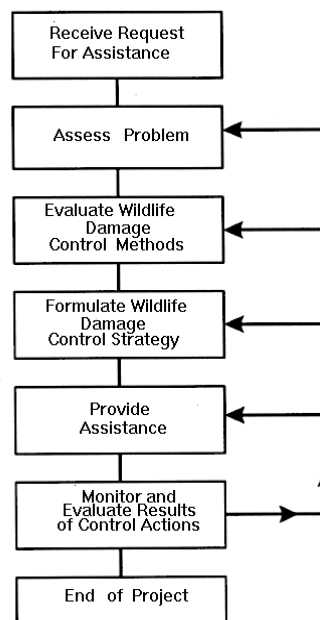 Receive Request
For Assistance
Assess Problem
Evaluate Wildlife
Damage
Control Methods
Formulate Wildlife
Damage
Control Strategy
Provide
Assistance
Monitor and
Evaluate Results
of Control Actions
End of Project